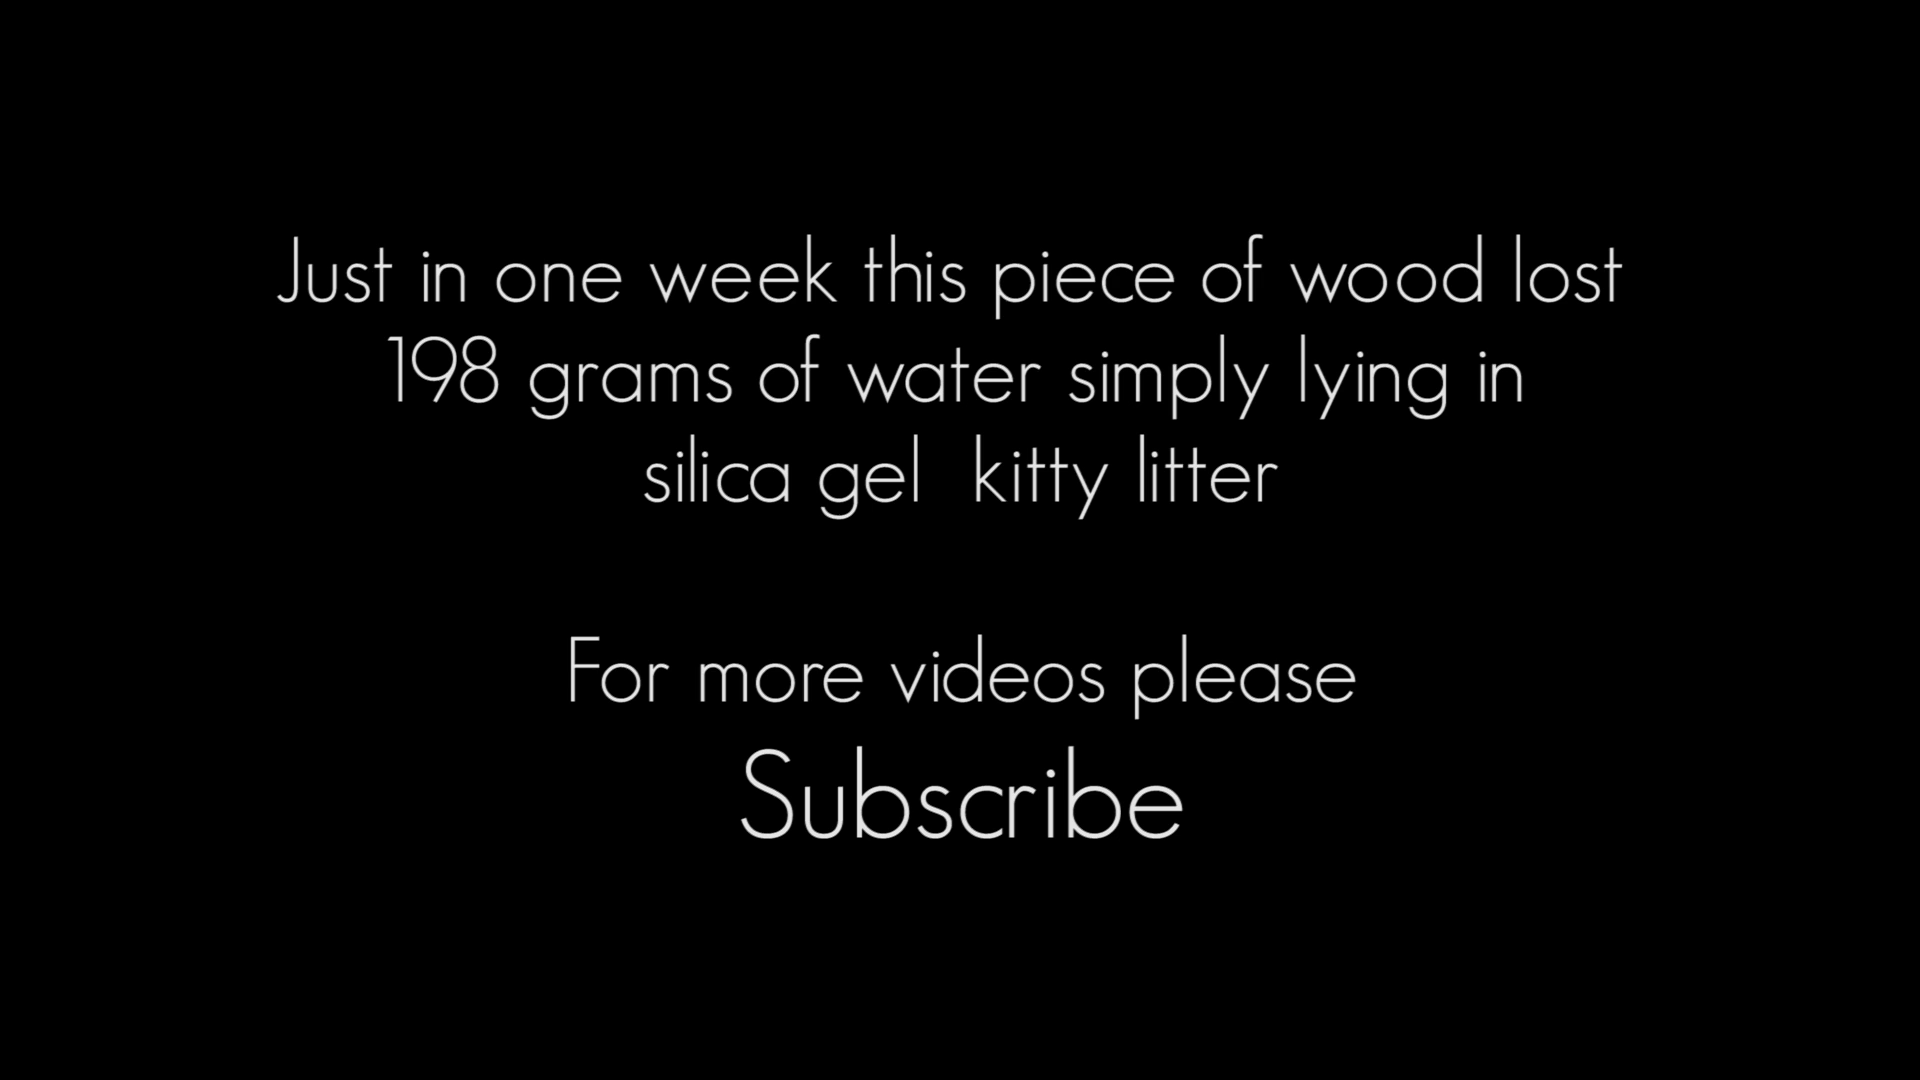 Just in one week this piece of wood lost
198 grams of water simply lying in
silica gel  kitty litter
For more videos please
Subscribe